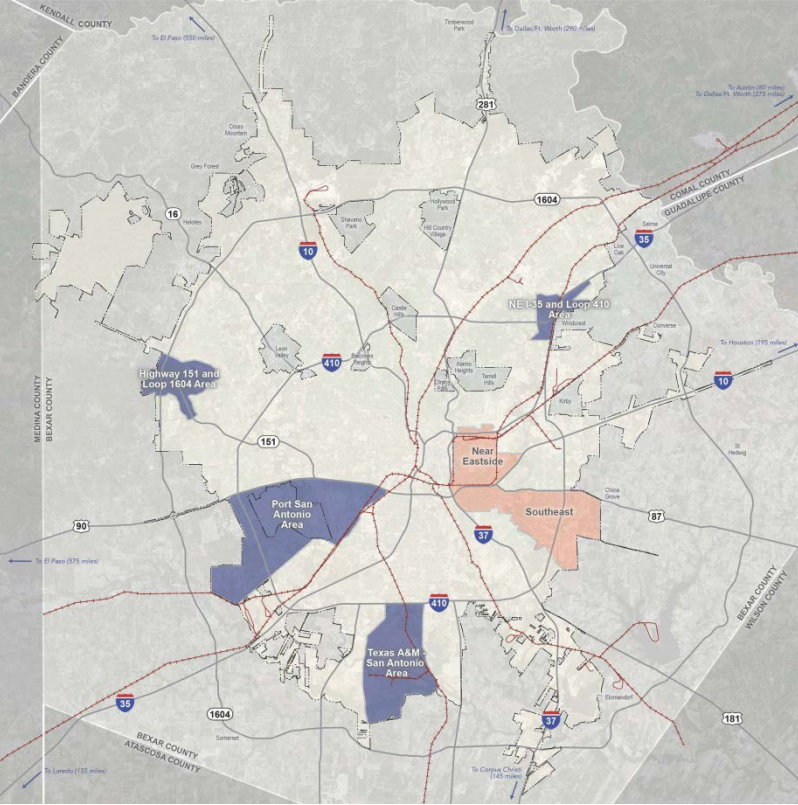 KENDALL COUNTY
BANDERA COUNTY
To El Paso (550 miles)
Timberwood
Park
To Dallas/Ft. Worth (290 miles)
To Austin (80 miles)
To Dallas/Ft. Worth (275 miles)
281
Cross
Mountain
Grey Forest
COMAL COUNTY
GUADALUPE COUNTY
1604
Hollywood
Park
16
Helotes
Shavano
Park
Hill Country
Village
Selma
10
35
Live
Oak
Universal
City
Castle
Hills
NE I-35 and Loop 410
Area
Windcrest
Converse
To Houston (195 miles)
Leon
Valley
410
Balcones
Heights
Alamo
Heights
Terrell
Hills
Olmos
Park
Highway 151 and
Loop 1604 Area
10
Kirby
MEDINA COUNTY
BEXAR COUNTY
151
St
Hedwig
Near
Eastside
China
Grove
Port San
Antonio
Area
Southeast
87
90
37
To El Paso (575 miles)
410
BEXAR COUNTY
WILSON COUNTY
Texas A&M -
San Antonio
Area
Elmendorf
35
1604
37
181
Somerset
BEXAR COUNTY
ATASCOSA COUNTY
To Laredo (155 miles)
To Corpus Christi
(145 miles)